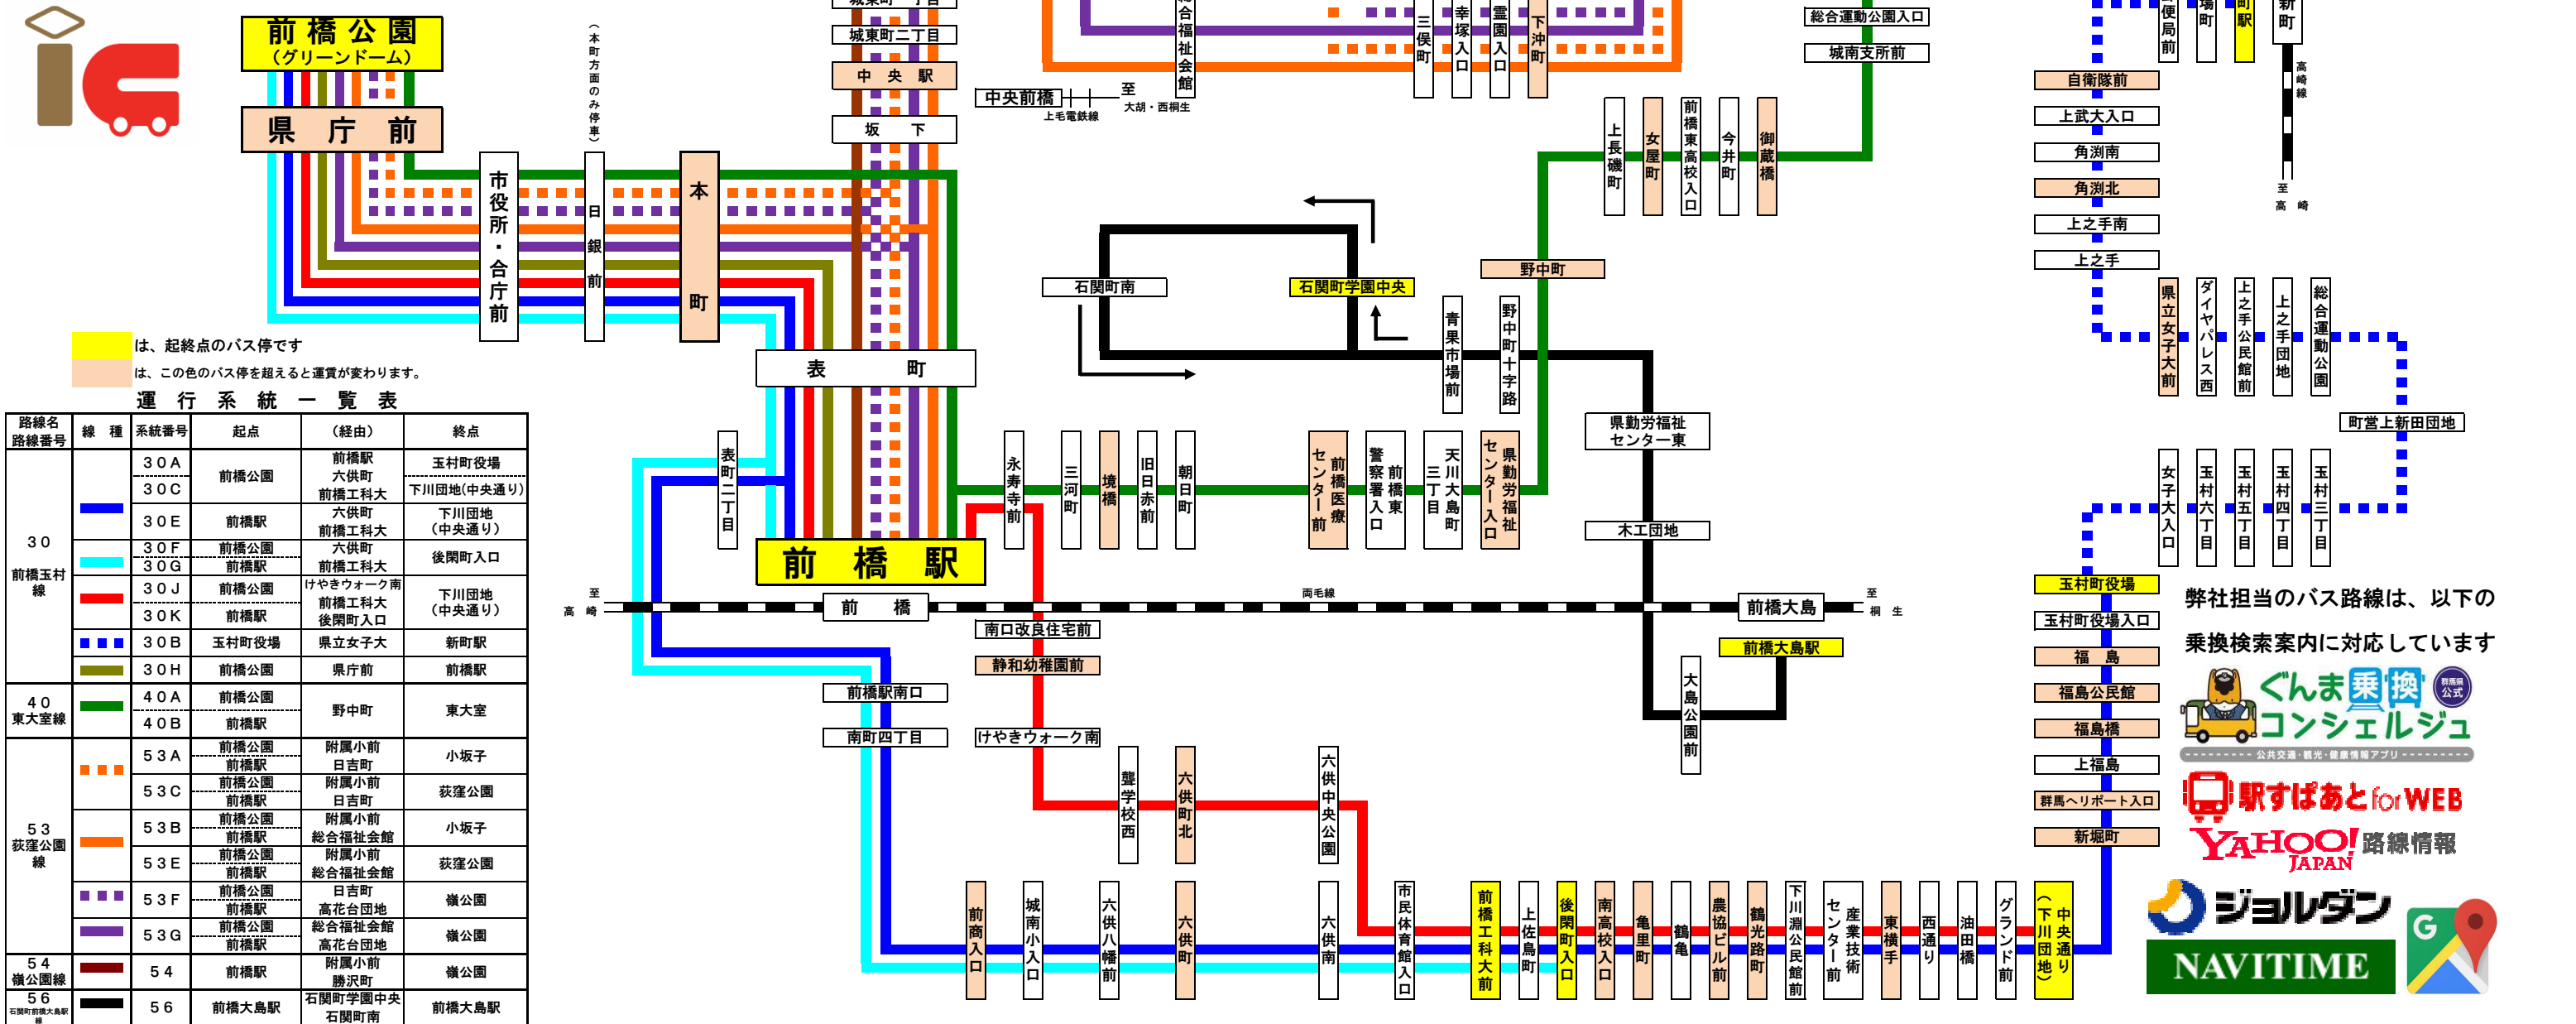 前橋公園
(グリーンドーム)
県庁前
(本町方面のみ停車)
市役所・合庁前
日銀前
本町
城東町二丁目
中央駅
坂下
表町
総合福祉会館
中央前橋
至
大胡・西桐生
上毛電鉄線
三俣町
幸塚入口
霊園入口
下沖町
総合運動公園入口
城南支所前
上長磯町
女屋町
前橋東高校入口
今井町
御蔵橋
野中町
石関町南
石関町学園中央
青果市場前
野中町十字路
県勤労福祉
センター東
木工団地
便局前
場町
町駅
新町
高崎線
至
高崎
自衛隊前
上武大入口
角渕南
角渕北
上之手南
上之手
県立女子大前
ダイヤパレス西
上之手公民館前
上之手団地
総合運動公園
町営上新田団地
女子大入口
玉村六丁目
玉村五丁目
玉村四丁目
玉村三丁目
玉村町役場
玉村町役場入口
福島
福島公民館
福島橋
上福島
群馬ヘリポート入口
新堀町
表町二丁目
永寿寺前
三河町
境橋
旧日赤前
朝日町
前橋医療
センター前
前橋東
警察署入口
天川大島町
三丁目
県勤労福祉
センター入口
前橋駅
至
高崎
前橋
両毛線
前橋大島
至
桐生
前橋大島駅
大島公園前
南口改良住宅前
静和幼稚園前
けやきウォーク南
前橋駅南口
南町四丁目
聾学校西
六供町北
六供中央公園
前商入口
城南小入口
六供八幡前
六供町
六供南
市民体育館入口
前橋工科大前
上佐鳥町
後閑町入口
南高校入口
亀里町
鶴亀
農協ビル前
鶴光路町
下川淵公民館前
産業技術
センター前
東横手
西通り
油田橋
グランド前
中央通り
(下川団地)
は、起終点のバス停です
は、この色のバス停を超えると運賃が変わります。
運行系統一覧表
路線名
路線番号
線種
系統番号
起点
(経由)
終点
30
前橋玉村
線
30A
30C
前橋公園
前橋駅
六供町
前橋工科大
玉村町役場
下川団地(中央通り)
30E
前橋駅
六供町
前橋工科大
下川団地
(中央通り)
30F 前橋公園
30G 前橋駅
六供町
前橋工科大
後閑町入口
30J 前橋公園
30K 前橋駅
けやきウォーク南
前橋工科大
後閑町入口
下川団地
(中央通り)
30B 玉村町役場 県立女子大 新町駅
30H 前橋公園 県庁前 前橋駅
40
東大室線
40A 前橋公園
40B 前橋駅
野中町
東大室
53
荻窪公園
線
53A
前橋公園
前橋駅
附属小前
日吉町
小坂子
53C
前橋公園
前橋駅
附属小前
日吉町
荻窪公園
53B
前橋公園
前橋駅
附属小前
総合福祉会館
小坂子
53E
前橋公園
前橋駅
附属小前
総合福祉会館
荻窪公園
53F
前橋公園
前橋駅
日吉町
高花台団地
嶺公園
53G
前橋公園
前橋駅
総合福祉会館
高花台団地
嶺公園
54
嶺公園線
54 前橋駅
附属小前
勝沢町
嶺公園
56
石関町前橋大島駅
線
56 前橋大島駅
石関町学園中央
石関町南
前橋大島駅
弊社担当のバス路線は、以下の
乗換検索案内に対応しています
ぐんま乗換
コンシェルジュ
群馬県
公式
公共交通・観光・健康情報アプリ
駅すぱあと for WEB
YAHOO!
JAPAN
路線情報
ジョルダン
NAVITIME
G